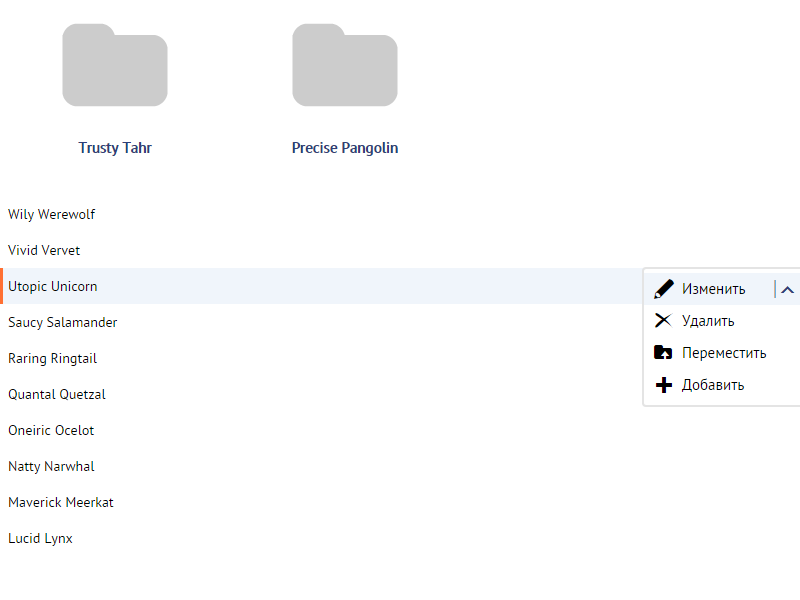 Trusty Tahr
Precise Pangolin
Wily Werewolf
Vivid Vervet
Utopic Unicorn
Изменить
Saucy Salamander
Удалить
Raring Ringtail
Переместить
Quantal Quetzal
Добавить
Oneiric Ocelot
Natty Narwhal
Maverick Meerkat
Lucid Lynx